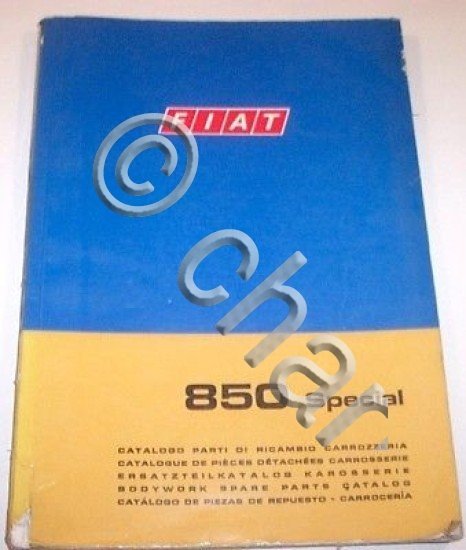 FIAT
850 Special
CATALOGO PARTI DI RICAMBIO CARROZZERIA
CATALOGUE DE PIÈCES DÉTACHÉES CARROSSERIE
ERSATZTEILKATALOG KAROSSERIE
BODYWORK SPARE PARTS CATALOG
CATÁLOGO DE PIEZAS DE REPUESTO - CARROCERÍA
© char